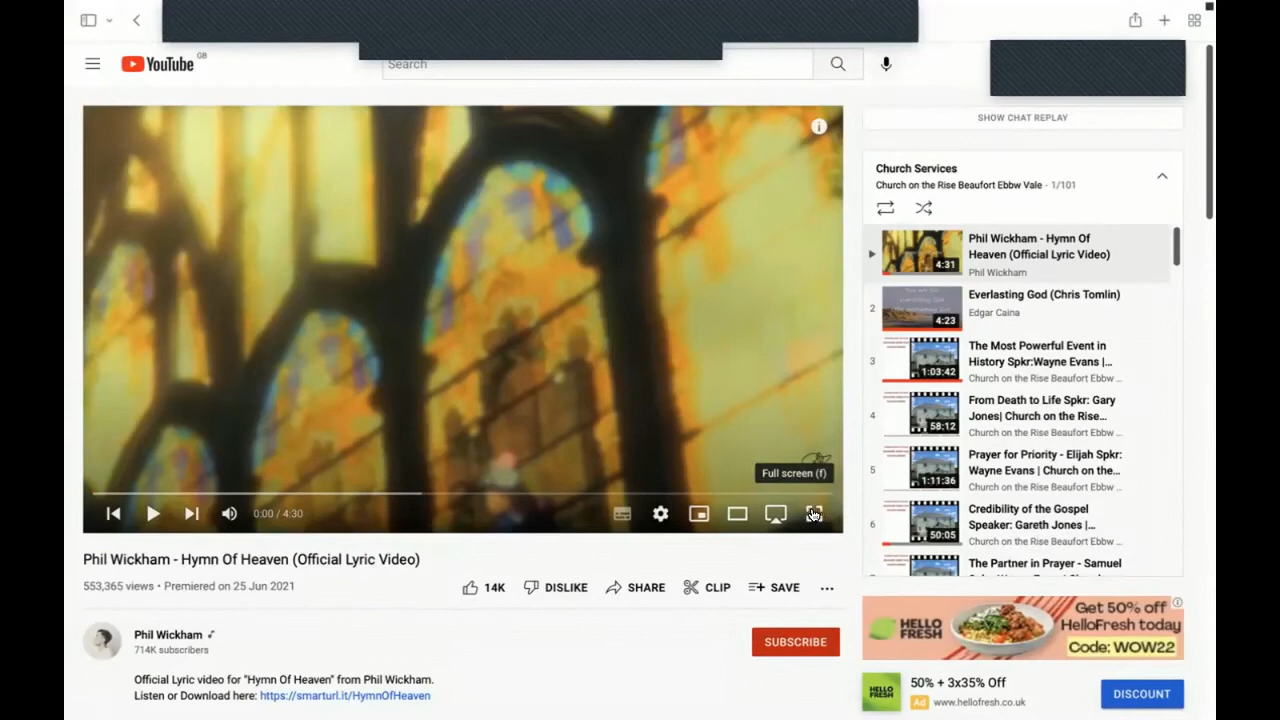 YouTube GB
Search
SHOW CHAT REPLAY
Church Services
Church on the Rise Beaufort Ebbw Vale · 1/101
Phil Wickham - Hymn Of
Heaven (Official Lyric Video)
Phil Wickham
4:31
2
Everlasting God (Chris Tomlin)
Edgar Caina
4:23
3
The Most Powerful Event in
History Spkr:Wayne Evans |...
Church on the Rise Beaufort Ebbw ...
1:03:42
4
From Death to Life Spkr: Gary
Jones| Church on the Rise...
Church on the Rise Beaufort Ebbw ...
58:12
5
Prayer for Priority - Elijah Spkr:
Wayne Evans | Church on the...
Church on the Rise Beaufort Ebbw ...
1:11:36
6
Credibility of the Gospel
Speaker: Gareth Jones |...
Church on the Rise Beaufort Ebbw ...
50:05
The Partner in Prayer - Samuel
Full screen (f)
0:00 / 4:30
Phil Wickham - Hymn Of Heaven (Official Lyric Video)
553,365 views • Premiered on 25 Jun 2021
14K DISLIKE SHARE CLIP SAVE
Phil Wickham
714K subscribers
SUBSCRIBE
Official Lyric video for "Hymn Of Heaven" from Phil Wickham.
Listen or Download here: https://smarturl.it/HymnOfHeaven
HELLO
FRESH
Get 50% off
HelloFresh today
Code: WOW22
HELLO
FRESH
50% + 3x35% Off
Ad www.hellofresh.co.uk
DISCOUNT